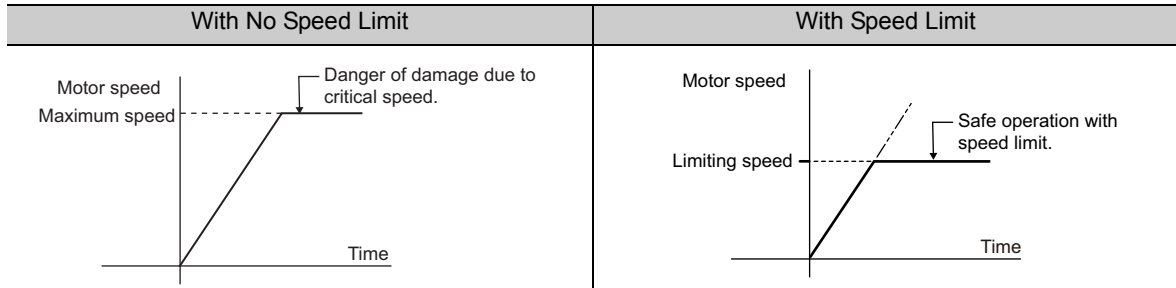 With No Speed Limit
With Speed Limit
Motor speed
Maximum speed
Danger of damage due to
critical speed.
Time
Motor speed
Limiting speed
Safe operation with
speed limit.
Time